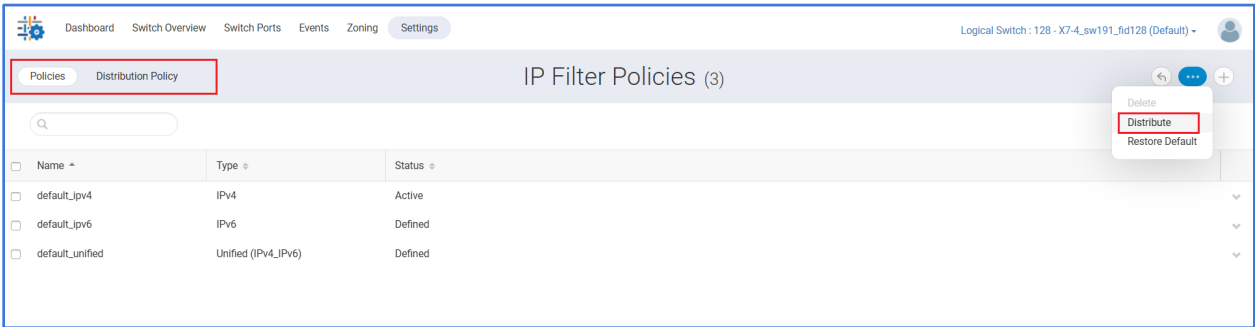 Dashboard Switch Overview Switch Ports Events Zoning Settings Logical Switch : 128 - X7-4_sw191_fid128 (Default)
Policies Distribution Policy IP Filter Policies (3)
Delete
Distribute
Restore Default
Name Type Status
default_ipv4 IPv4 Active
default_ipv6 IPv6 Defined
default_unified Unified (IPv4_IPv6) Defined